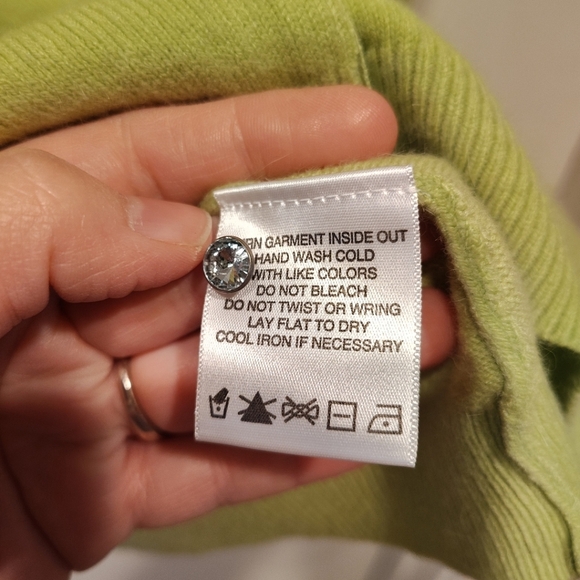 GARMENT INSIDE OUT
HAND WASH COLD
WITH LIKE COLORS
DO NOT BLEACH
DO NOT TWIST OR WRING
LAY FLAT TO DRY
COOL IRON IF NECESSARY